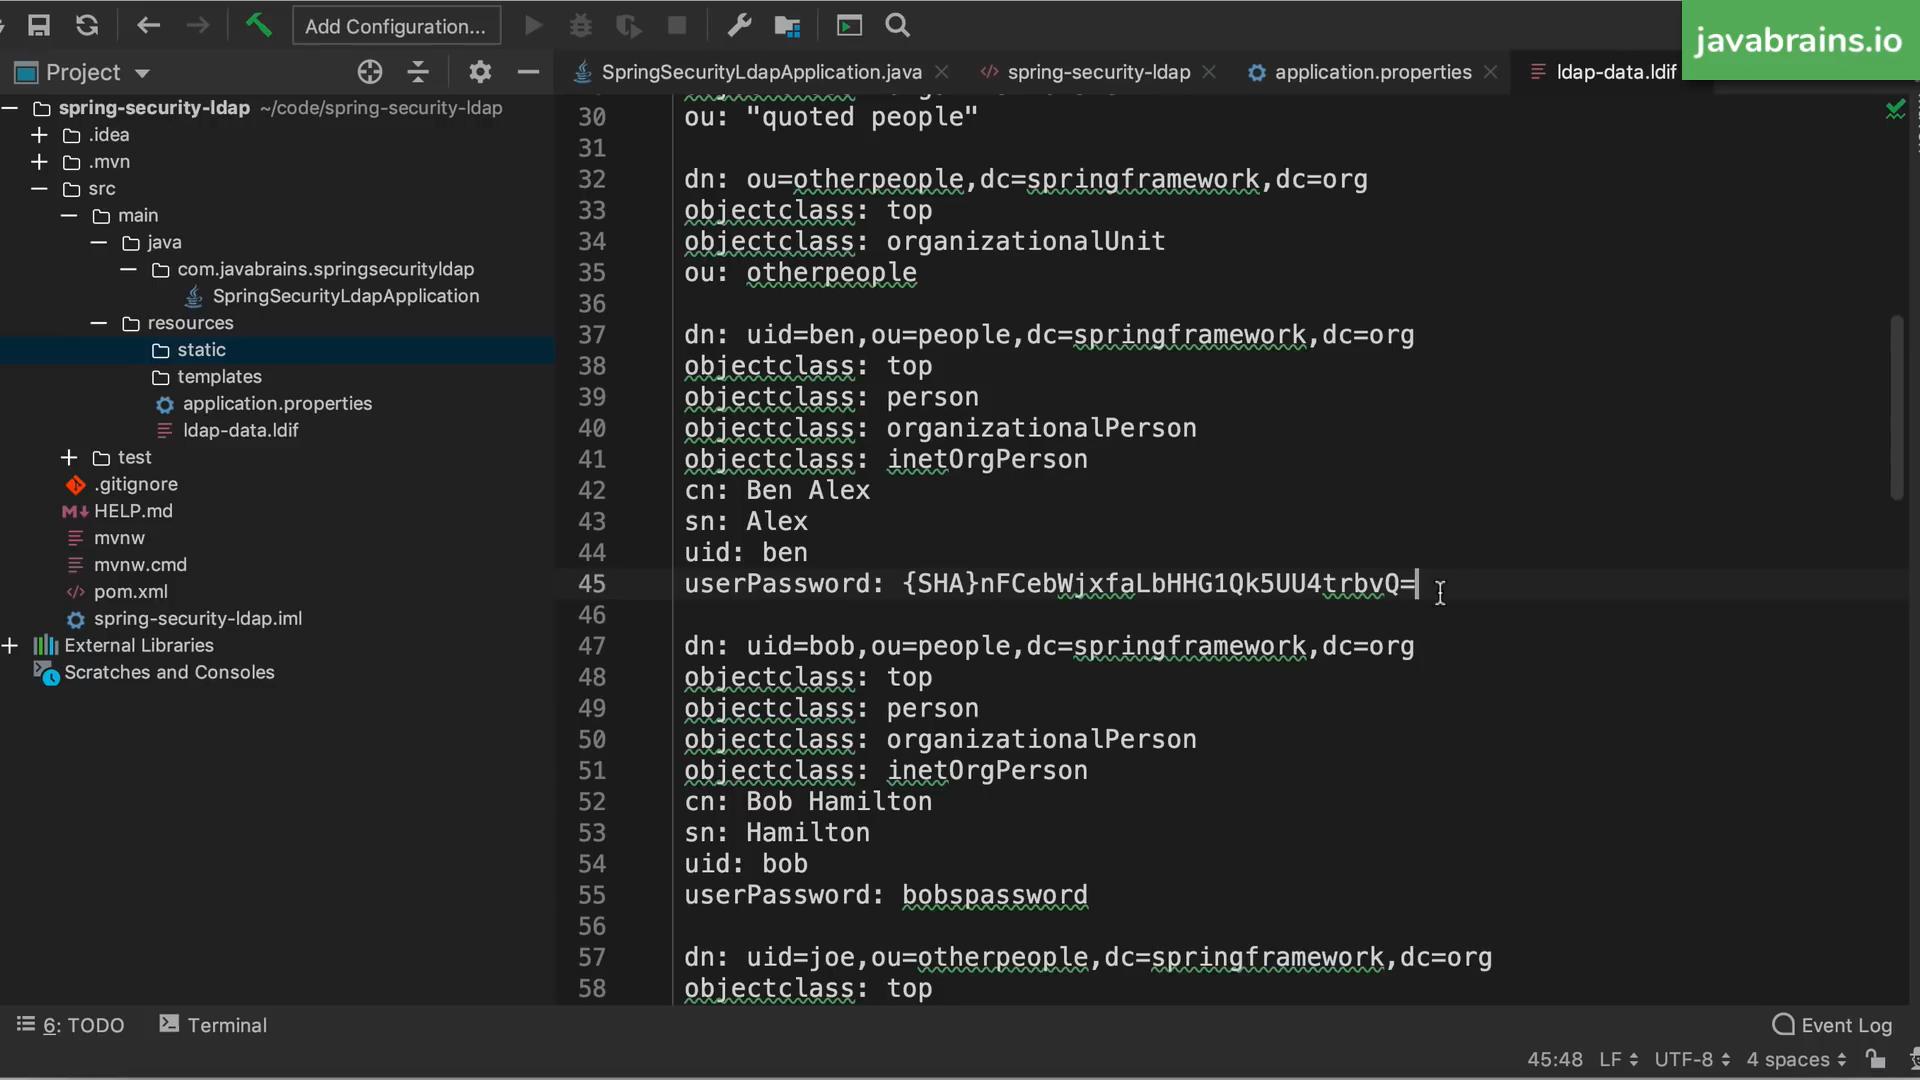 Add Configuration...
javabrains.io
Project
SpringSecurityLdapApplication.java
spring-security-ldap
application.properties
ldap-data.ldif
spring-security-ldap ~/code/spring-security-ldap
.idea
.mvn
src
main
java
com.javabrains.springsecurityldap
SpringSecurityLdapApplication
resources
static
templates
application.properties
ldap-data.ldif
test
.gitignore
HELP.md
mvnw
mvnw.cmd
pom.xml
spring-security-ldap.iml
External Libraries
Scratches and Consoles
30 ou: "quoted people"
31
32 dn: ou=otherpeople,dc=springframework,dc=org
33 objectclass: top
34 objectclass: organizationalUnit
35 ou: otherpeople
36
37 dn: uid=ben,ou=people,dc=springframework,dc=org
38 objectclass: top
39 objectclass: person
40 objectclass: organizationalPerson
41 objectclass: inetOrgPerson
42 cn: Ben Alex
43 sn: Alex
44 uid: ben
45 userPassword: {SHA}nFCebWjxfaLbHHG1Qk5UU4trbvQ=
46
47 dn: uid=bob,ou=people,dc=springframework,dc=org
48 objectclass: top
49 objectclass: person
50 objectclass: organizationalPerson
51 objectclass: inetOrgPerson
52 cn: Bob Hamilton
53 sn: Hamilton
54 uid: bob
55 userPassword: bobspassword
56
57 dn: uid=joe,ou=otherpeople,dc=springframework,dc=org
58 objectclass: top
6: TODO
Terminal
Event Log
45:48 LF UTF-8 4 spaces